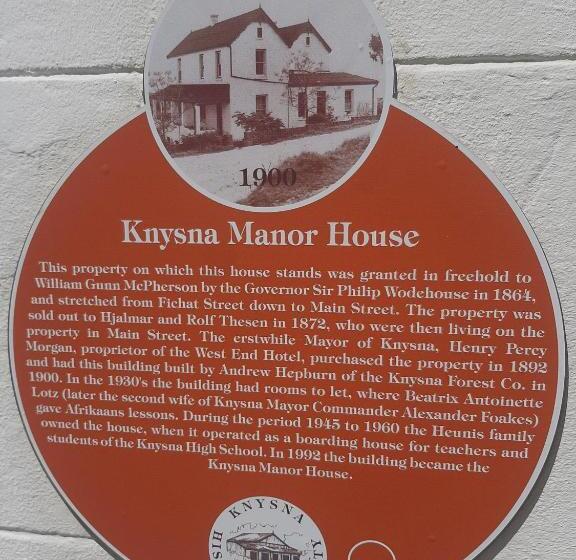 1900
Knysna Manor House
This property on which this house stands was granted in freehold to
William Gunn McPherson by the Governor Sir Philip Wodehouse in 1864,
and stretched from Fichat Street down to Main Street. The property was
sold out to Hjalmar and Rolf Thesen in 1872, who were then living on the
property in Main Street. The erstwhile Mayor of Knysna, Henry Percy
Morgan, proprietor of the West End Hotel, purchased the property in 1892
and had this building built by Andrew Hepburn of the Knysna Forest Co. in
1900. In the 1930's the building had rooms to let, where Beatrix Antoinette
Lotz (later the second wife of Knysna Mayor Commander Alexander Foakes)
gave Afrikaans lessons. During the period 1945 to 1960 the Heunis family
owned the house, when it operated as a boarding house for teachers and
students of the Knysna High School. In 1992 the building became the
Knysna Manor House.
KNYSNA